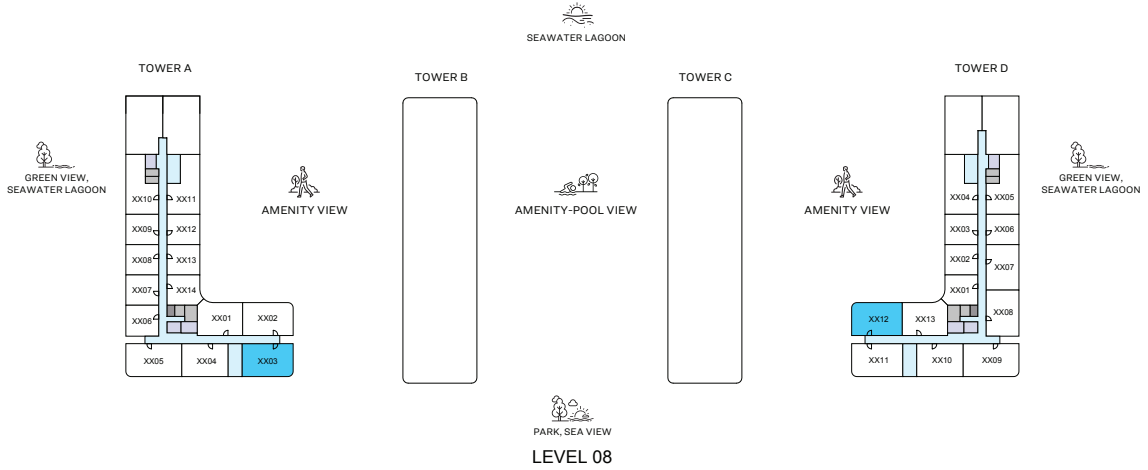 SEAWATER LAGOON
TOWER A
TOWER B
TOWER C
TOWER D
GREEN VIEW,
SEAWATER LAGOON
AMENITY VIEW
AMENITY-POOL VIEW
AMENITY VIEW
GREEN VIEW,
SEAWATER LAGOON
XX10 XX11
XX09 XX12
XX08 XX13
XX07 XX14
XX06 XX01 XX02
XX05 XX04 XX03
XX04 XX05
XX03 XX06
XX02 XX07
XX01
XX12 XX13 XX08
XX11 XX10 XX09
PARK, SEA VIEW
LEVEL 08